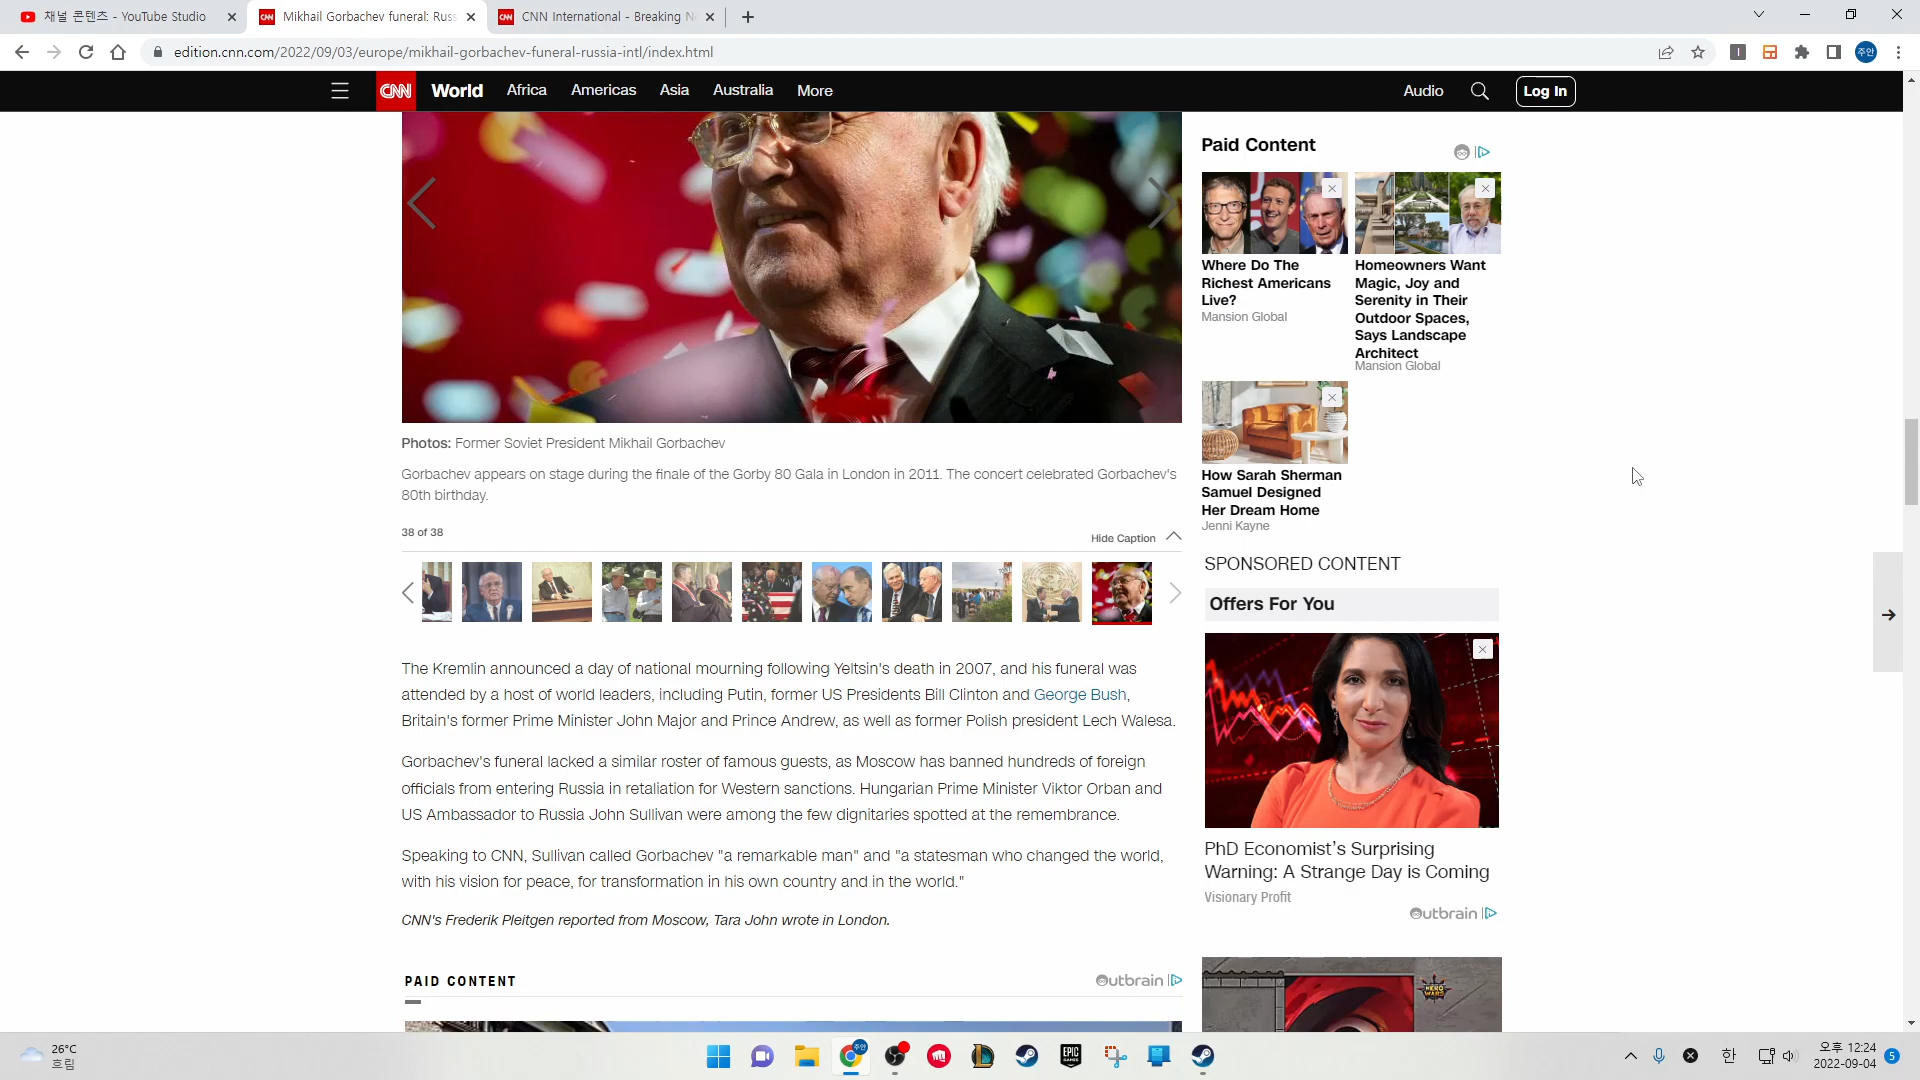 채널 콘텐츠 - YouTube Studio
Mikhail Gorbachev funeral: Russ
CNN International - Breaking N
edition.cnn.com/2022/09/03/europe/mikhail-gorbachev-funeral-russia-intl/index.html
주안
CNN World Africa Americas Asia Australia More Audio Log In
Photos: Former Soviet President Mikhail Gorbachev
Gorbachev appears on stage during the finale of the Gorby 80 Gala in London in 2011. The concert celebrated Gorbachev's
80th birthday.
38 of 38
Hide Caption
The Kremlin announced a day of national mourning following Yeltsin's death in 2007, and his funeral was
attended by a host of world leaders, including Putin, former US Presidents Bill Clinton and George Bush,
Britain's former Prime Minister John Major and Prince Andrew, as well as former Polish president Lech Walesa.
Gorbachev's funeral lacked a similar roster of famous guests, as Moscow has banned hundreds of foreign
officials from entering Russia in retaliation for Western sanctions. Hungarian Prime Minister Viktor Orban and
US Ambassador to Russia John Sullivan were among the few dignitaries spotted at the remembrance.
Speaking to CNN, Sullivan called Gorbachev "a remarkable man" and "a statesman who changed the world,
with his vision for peace, for transformation in his own country and in the world."
CNN's Frederik Pleitgen reported from Moscow, Tara John wrote in London.
PAID CONTENT
Outbrain
Paid Content
Where Do The
Richest Americans
Live?
Mansion Global
Homeowners Want
Magic, Joy and
Serenity in Their
Outdoor Spaces,
Says Landscape
Architect
Mansion Global
How Sarah Sherman
Samuel Designed
Her Dream Home
Jenni Kayne
SPONSORED CONTENT
Offers For You
PhD Economist's Surprising
Warning: A Strange Day is Coming
Visionary Profit
Outbrain
HERO
WARS
26°C
흐림
주안
EPIC
GAMES
한
오후 12:24
2022-09-04
5